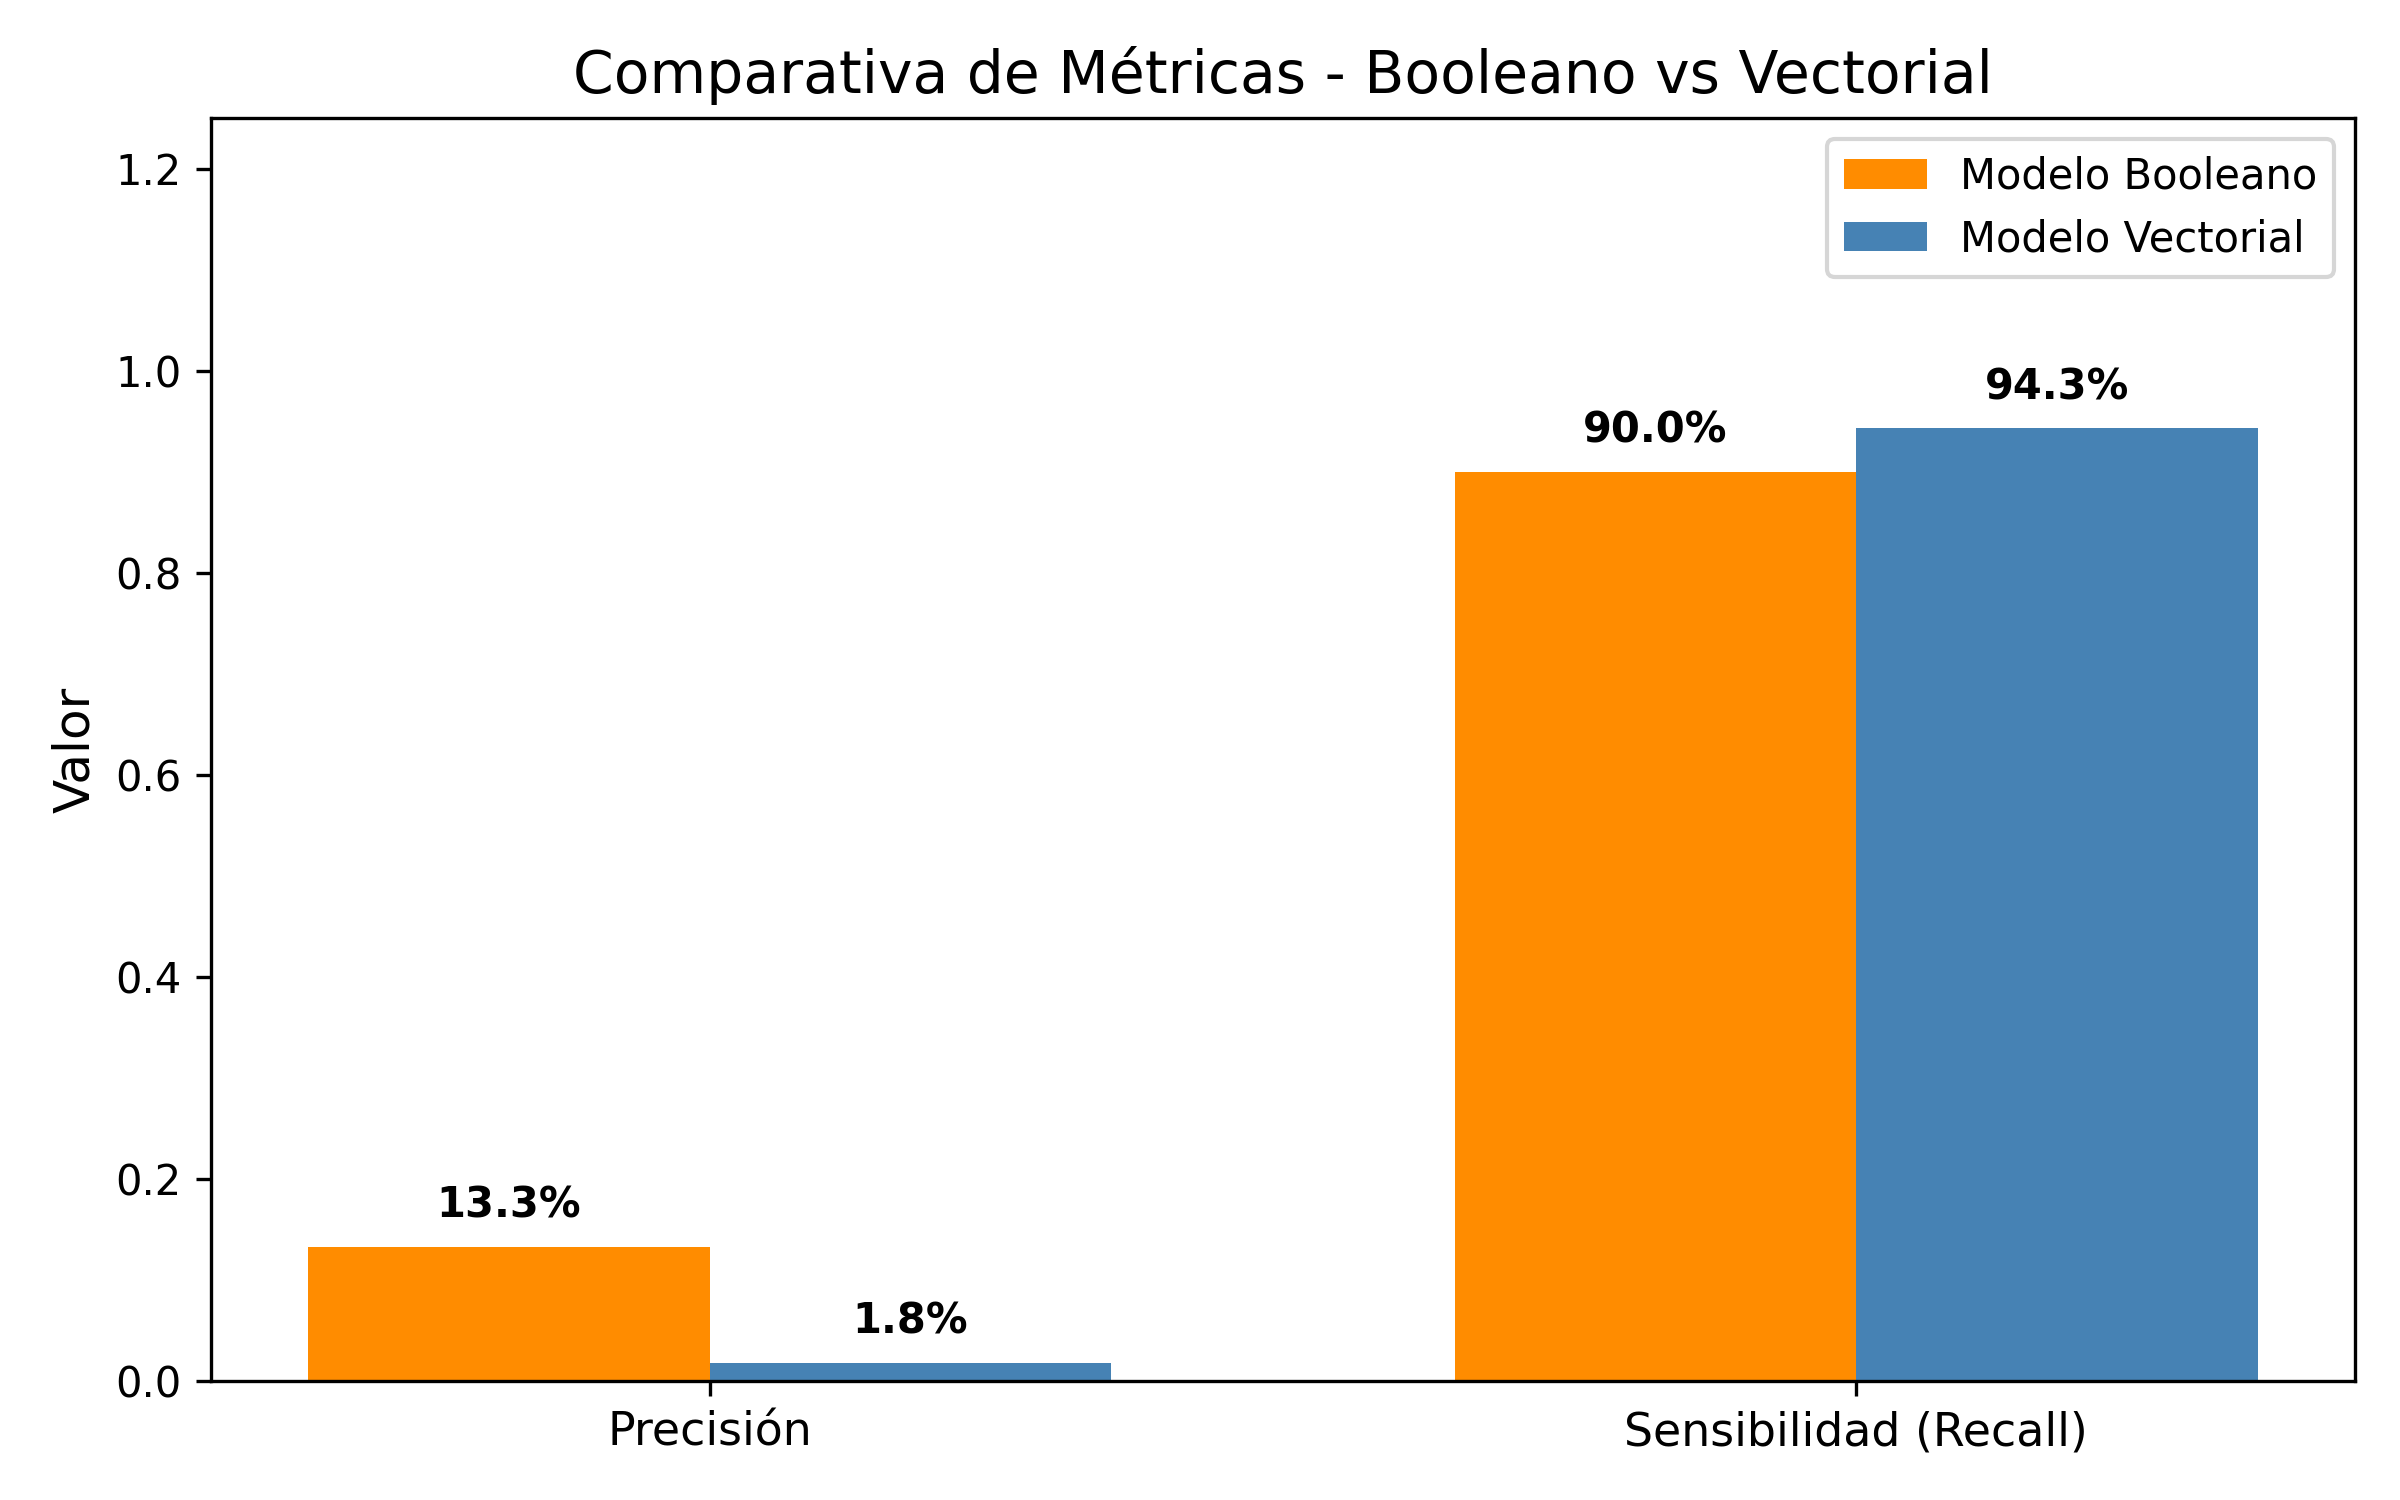 Comparativa de Métricas - Booleano vs Vectorial
Modelo Booleano
Modelo Vectorial
Valor
1.2
1.0
0.8
0.6
0.4
0.2
0.0
13.3%
1.8%
90.0%
94.3%
Precisión
Sensibilidad (Recall)